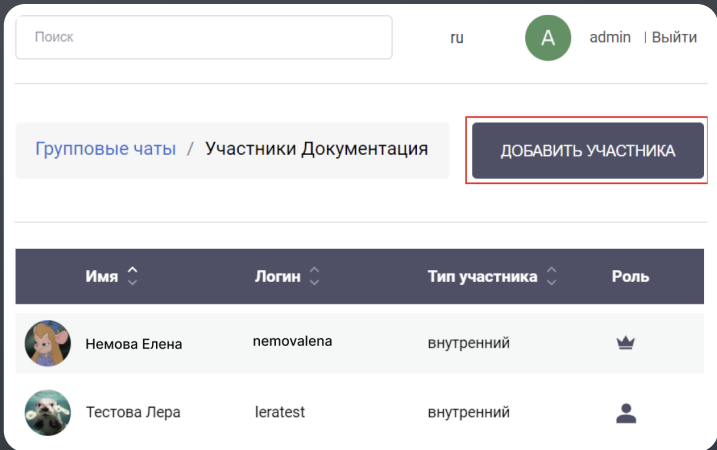 Поиск
ru
A
admin | Выйти
Групповые чаты / Участники Документация
ДОБАВИТЬ УЧАСТНИКА
Имя Логин Тип участника Роль
Немова Елена nemovalena внутренний
Тестова Лера leratest внутренний